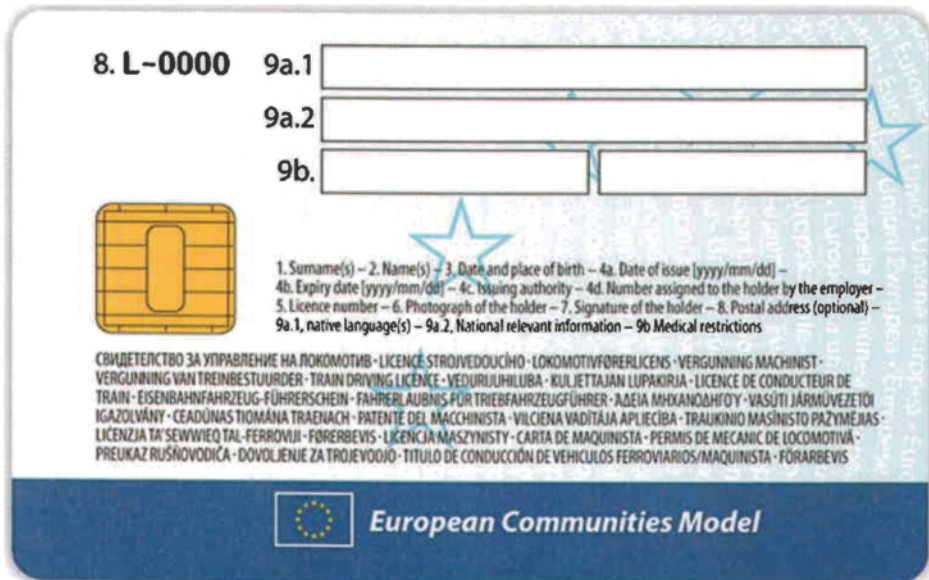 8. L-0000
9a.1
9a.2
9b.
1. Surname(s) – 2. Name(s) – 3. Date and place of birth – 4a. Date of issue [yyyy/mm/dd] –
4b. Expiry date [yyyy/mm/dd] – 4c. Issuing authority – 4d. Number assigned to the holder by the employer –
5. Licence number – 6. Photograph of the holder – 7. Signature of the holder – 8. Postal address (optional) –
9a.1, native language(s) – 9a.2, National relevant information – 9b Medical restrictions
СВИДЕТЕЛСТВО ЗА УПРАВЛЕНИЕ НА ЛОКОМОТИВ · LICENCE STROJVEDOUCÍHO · LOKOMOTIVFØRERLICENS · VERGUNNING MACHINIST ·
VERGUNNING VAN TREINBESTUURDER · TRAIN DRIVING LICENCE · VEDURIJUHILUBA · KULJETTAJAN LUPAKIRJA · LICENCE DE CONDUCTEUR DE
TRAIN · EISENBAHNFAHRZEUG-FÜHRERSCHEIN · FAHRERLAUBNIS FÜR TRIEBFAHRZEUGFÜHRER · ΑΔΕΙΑ ΜΗΧΑΝΟΔΗΓΟΥ · VASÚTI JÁRMŰVEZETŐI
IGAZOLVÁNY · CEADÚNAS TIOMÁNA TRAENACH · PATENTE DEL MACCHINISTA · VILCIENA VADĪTĀJA APLIECĪBA · TRAUKINIO MAŠINISTO PAŽYMĖJIAS ·
LICENZJA TA' SEWWIEQ TAL-FERROVIJI · FØRERBEVIS · LICENCJA MASZYNISTY · CARTA DE MAQUINISTA · PERMIS DE MECANIC DE LOCOMOTIVĂ ·
PREUKAZ RUŠŇOVODIČA · DOVOLJENJE ZA TROJEVODJO · TITULO DE CONDUCCIÓN DE VEHICULOS FERROVIARIOS/MAQUINISTA · FÖRARBEVIS
European Communities Model